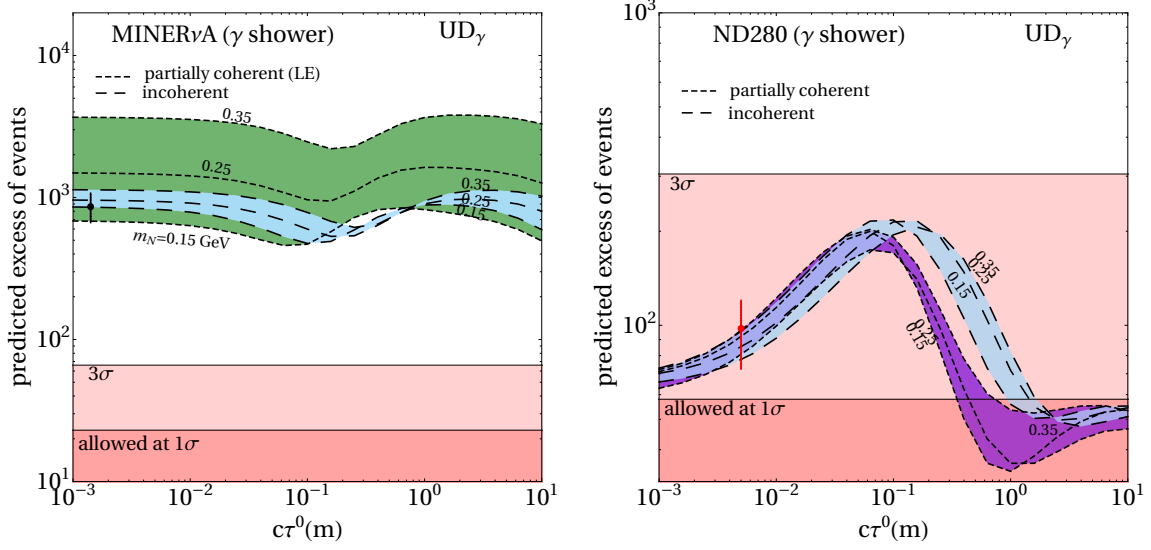 MINERνA (γ shower) UD_γ
partially coherent (LE)
incoherent
0.35
0.25
0.35
0.25
0.15
m_N=0.15 GeV
3σ
allowed at 1σ
predicted excess of events
10^4
10^3
10^2
10^1
10^−3 10^−2 10^−1 10^0 10^1
cτ^0(m)
ND280 (γ shower) UD_γ
partially coherent
incoherent
3σ
0.35
0.25
0.15
0.25
0.15
0.35
allowed at 1σ
predicted excess of events
10^3
10^2
10^−3 10^−2 10^−1 10^0 10^1
cτ^0(m)